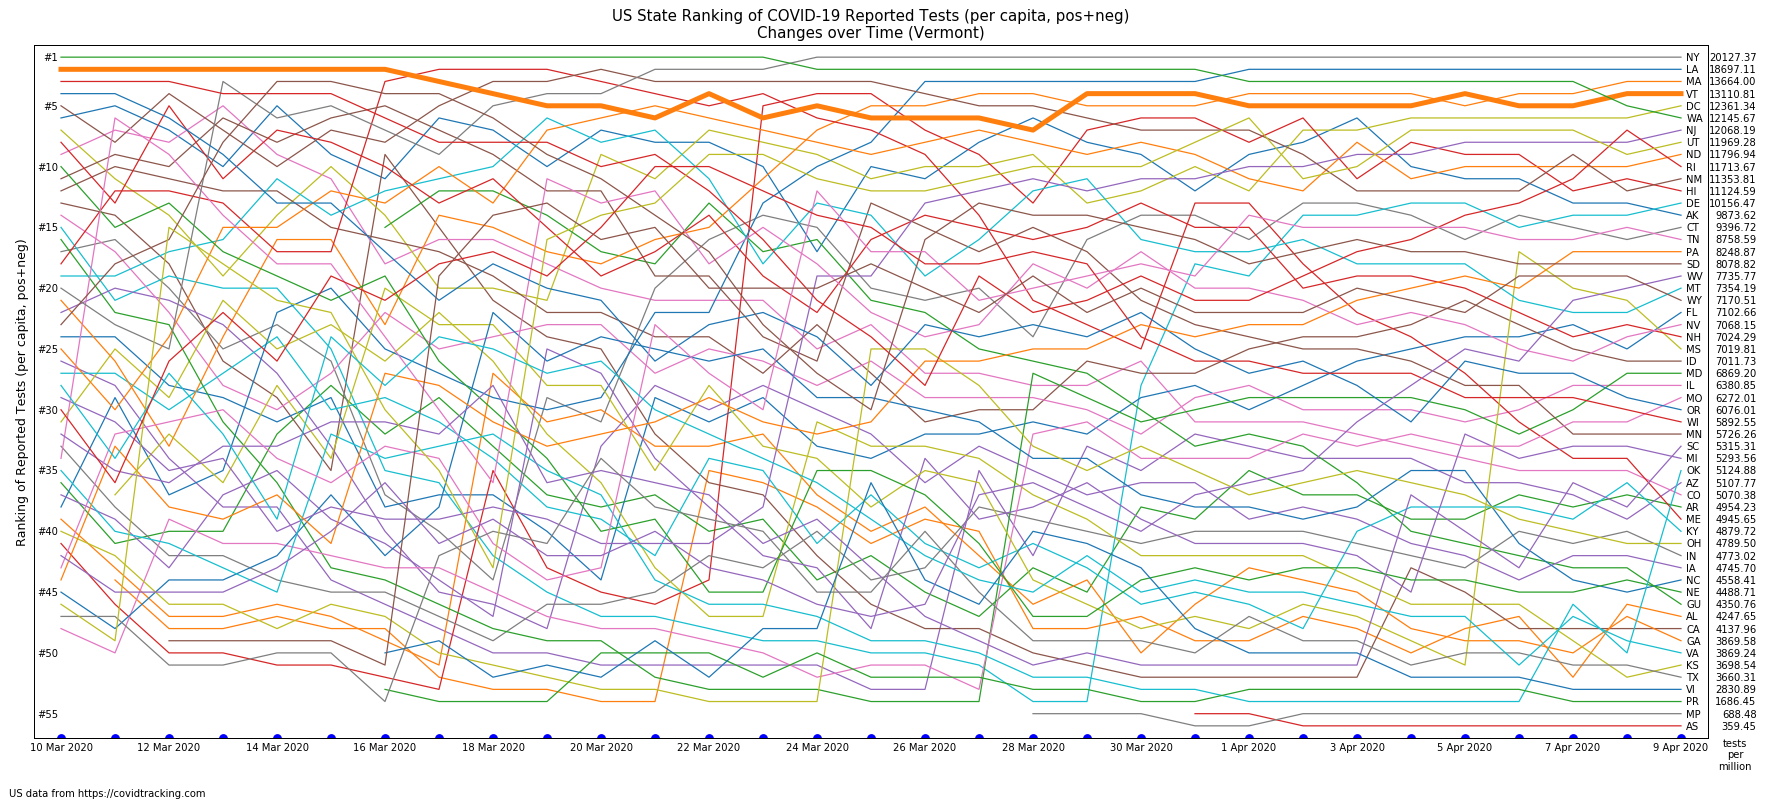 US State Ranking of COVID-19 Reported Tests (per capita, pos+neg)
Changes over Time (Vermont)
Ranking of Reported Tests (per capita, pos+neg)
#1
#5
#10
#15
#20
#25
#30
#35
#40
#45
#50
#55
NY 20127.37
LA 18697.11
MA 13664.00
VT 13110.81
DC 12361.34
WA 12145.67
NJ 12068.19
UT 11969.28
ND 11796.94
RI 11713.67
NM 11353.81
HI 11124.59
DE 10156.47
AK 9873.62
CT 9396.72
TN 8758.59
PA 8248.87
SD 8078.82
WV 7735.77
MT 7354.19
WY 7170.51
FL 7102.66
NV 7068.15
NH 7024.29
MS 7019.81
ID 7011.73
MD 6869.20
IL 6380.85
MO 6272.01
OR 6076.01
WI 5892.55
MN 5726.26
SC 5315.31
MI 5293.56
OK 5124.88
AZ 5107.77
CO 5070.38
AR 4954.23
ME 4945.65
KY 4879.72
OH 4789.50
IN 4773.02
IA 4745.70
NC 4558.41
NE 4488.71
GU 4350.76
AL 4247.65
CA 4137.96
GA 3869.58
VA 3869.24
KS 3698.54
TX 3660.31
VI 2830.89
PR 1686.45
MP 688.48
AS 359.45
10 Mar 2020 12 Mar 2020 14 Mar 2020 16 Mar 2020 18 Mar 2020 20 Mar 2020 22 Mar 2020 24 Mar 2020 26 Mar 2020 28 Mar 2020 30 Mar 2020 1 Apr 2020 3 Apr 2020 5 Apr 2020 7 Apr 2020 9 Apr 2020
tests
per
million
US data from https://covidtracking.com